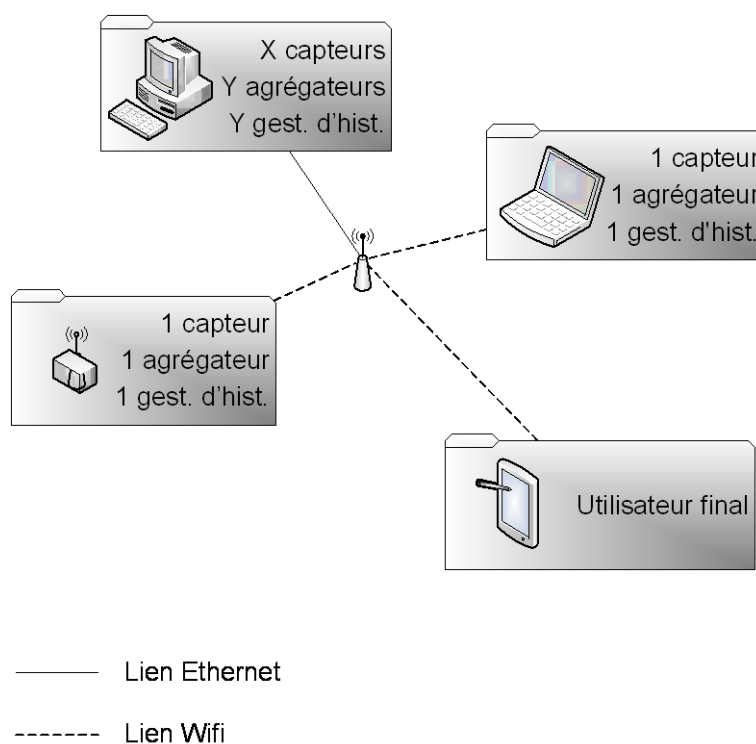 X capteurs
Y agrégateurs
Y gest. d'hist.
1 capteur
1 agrégateur
1 gest. d'hist.
1 capteur
1 agrégateur
1 gest. d'hist.
Utilisateur final
Lien Ethernet
Lien Wifi